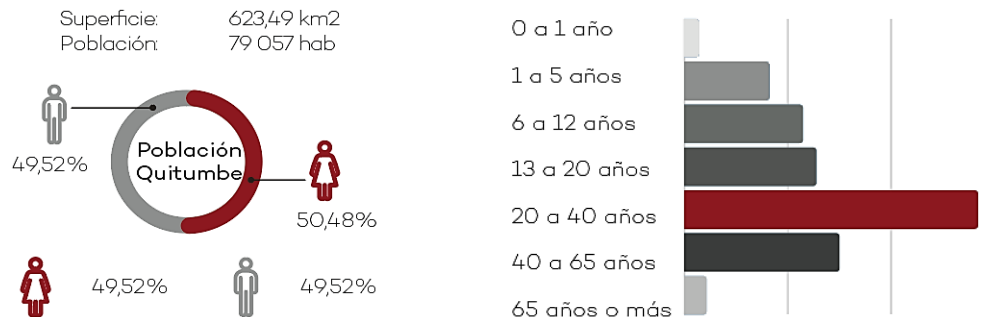 Superficie: 623,49 km2
Población: 79 057 hab
49,52%
Población
Quitumbe
50,48%
49,52%
49,52%
0 a 1 año
1 a 5 años
6 a 12 años
13 a 20 años
20 a 40 años
40 a 65 años
65 años o más